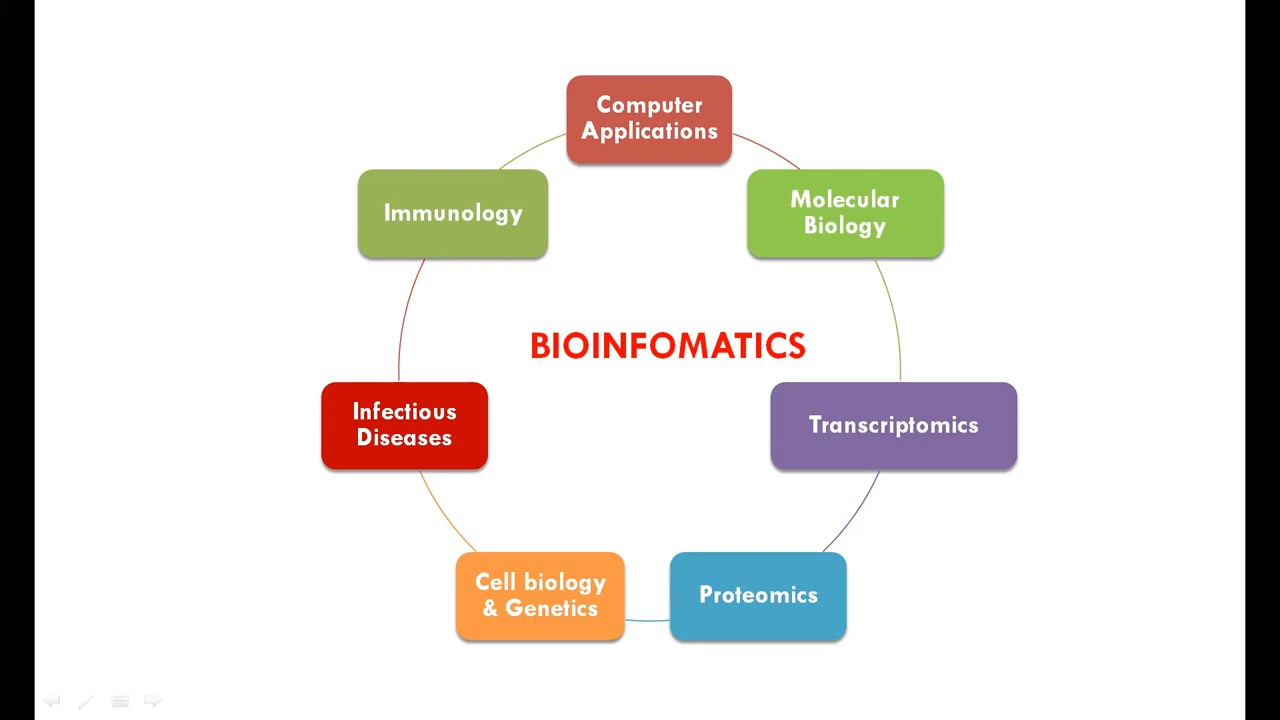 Computer
Applications
Molecular
Biology
Immunology
BIOINFOMATICS
Transcriptomics
Infectious
Diseases
Proteomics
Cell biology
& Genetics